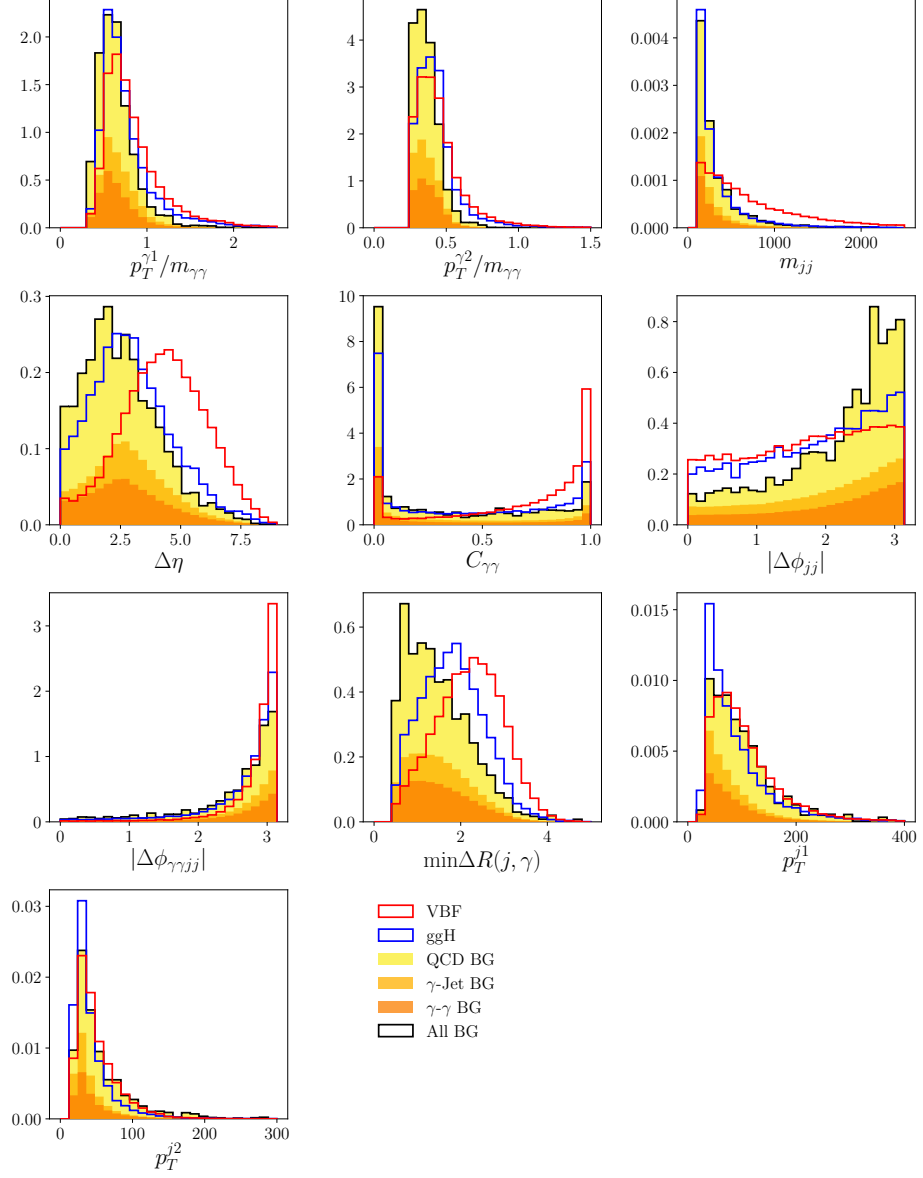 0.0 0.5 1.0 1.5 2.0
0 1 2
p_T^{γ1}/m_{γγ}
0 1 2 3 4
0.0 0.5 1.0 1.5
p_T^{γ2}/m_{γγ}
0.000 0.001 0.002 0.003 0.004
0 1000 2000
m_{jj}
0.0 0.1 0.2 0.3
0.0 2.5 5.0 7.5
Δη
0 2 4 6 8 10
0.0 0.5 1.0
C_{γγ}
0.0 0.2 0.4 0.6 0.8
0 1 2 3
|Δϕ_{jj}|
0 1 2 3
0 1 2 3
|Δϕ_{γγjj}|
0.0 0.2 0.4 0.6
0 2 4
minΔR(j, γ)
0.000 0.005 0.010 0.015
0 200 400
p_T^{j1}
0.00 0.01 0.02 0.03
0 100 200 300
p_T^{j2}
VBF
ggH
QCD BG
γ-Jet BG
γ-γ BG
All BG